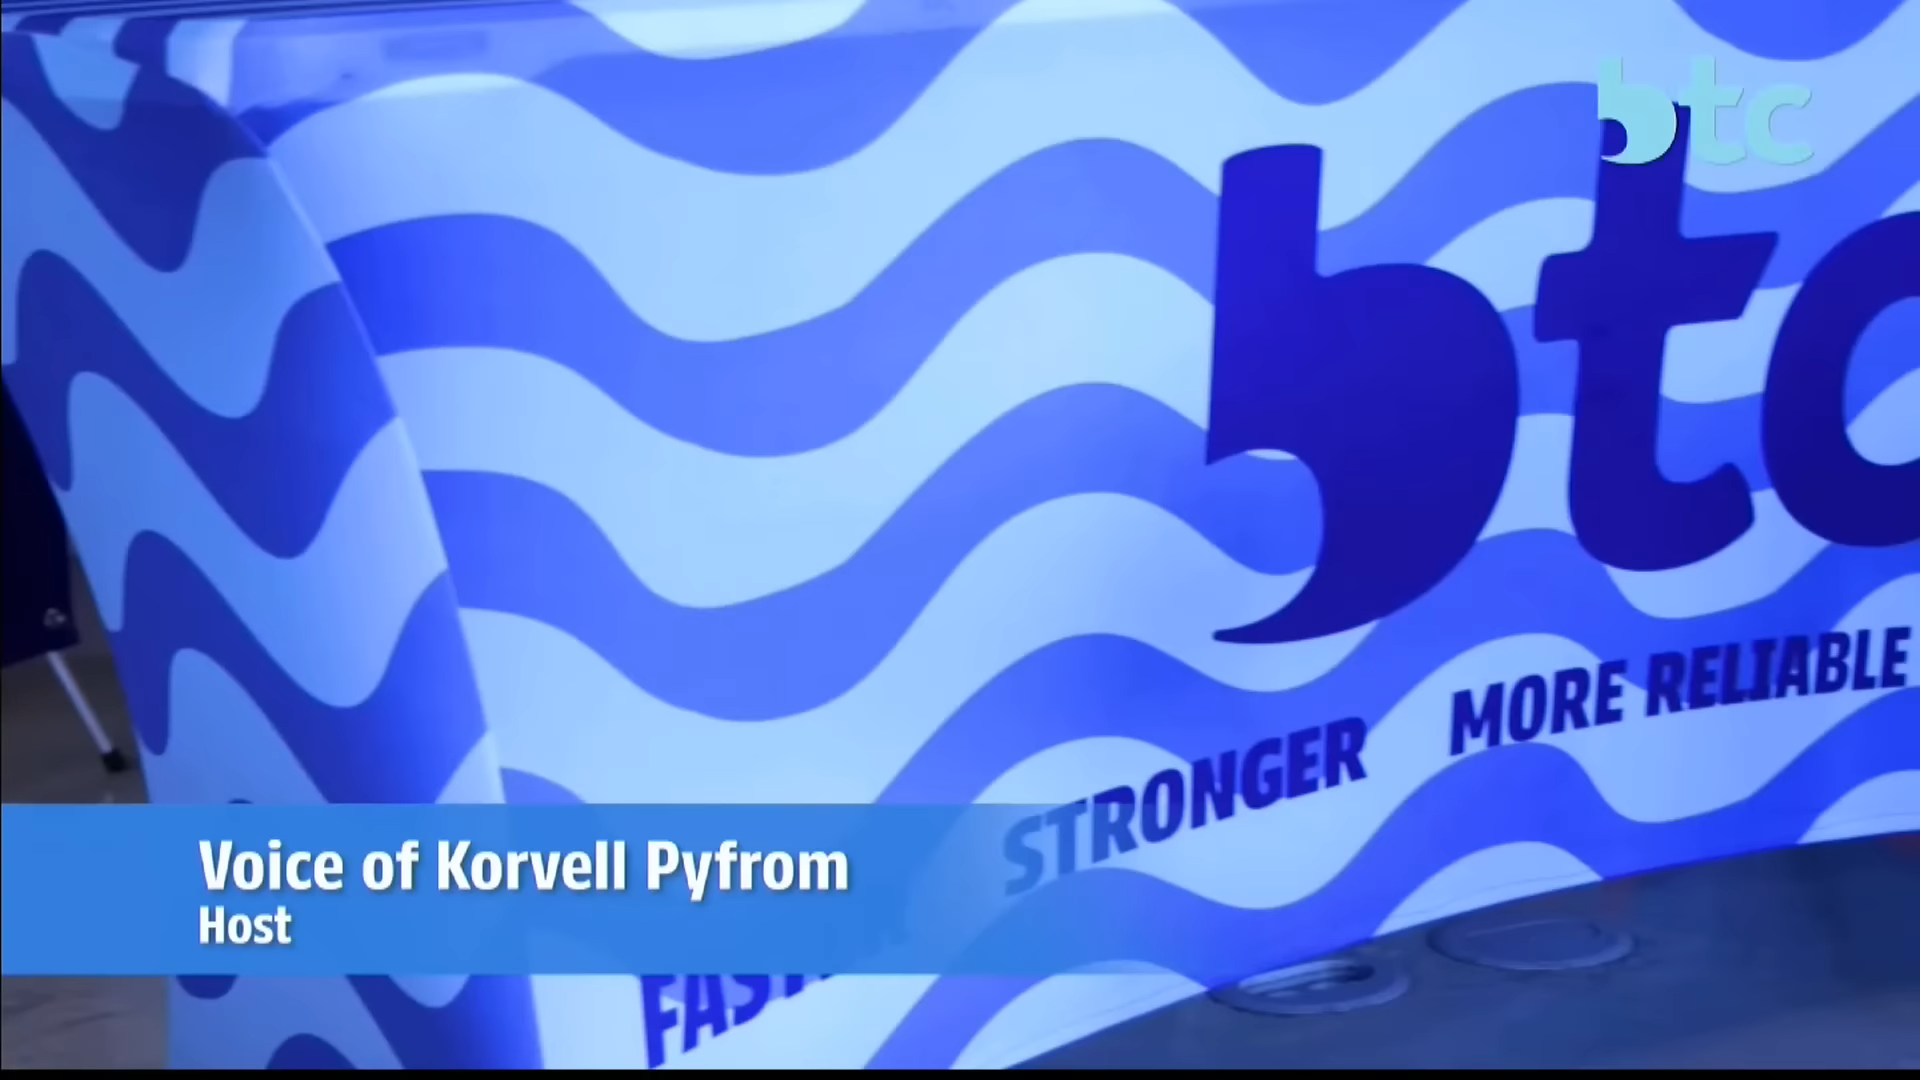 btc
btc
STRONGER
MORE RELIABLE
Voice of Korvell Pyfrom
Host